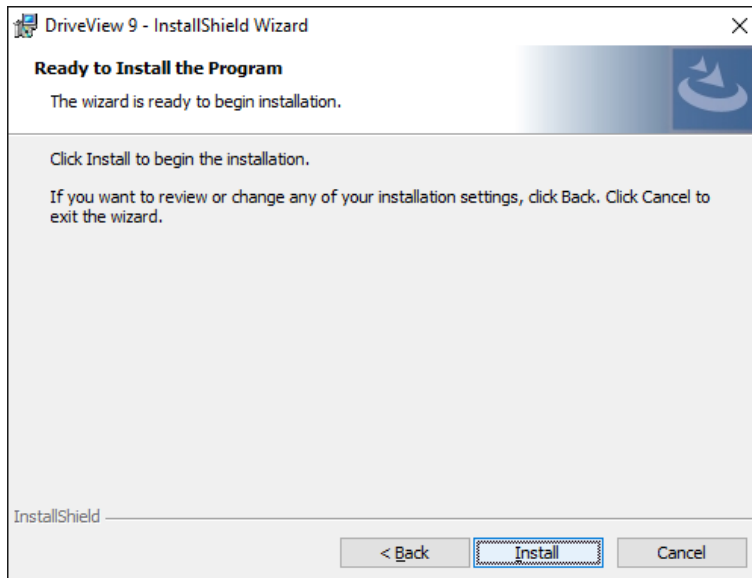 DriveView 9 - InstallShield Wizard
Ready to Install the Program
The wizard is ready to begin installation.
Click Install to begin the installation.
If you want to review or change any of your installation settings, click Back. Click Cancel to
exit the wizard.
InstallShield
< Back
Install
Cancel